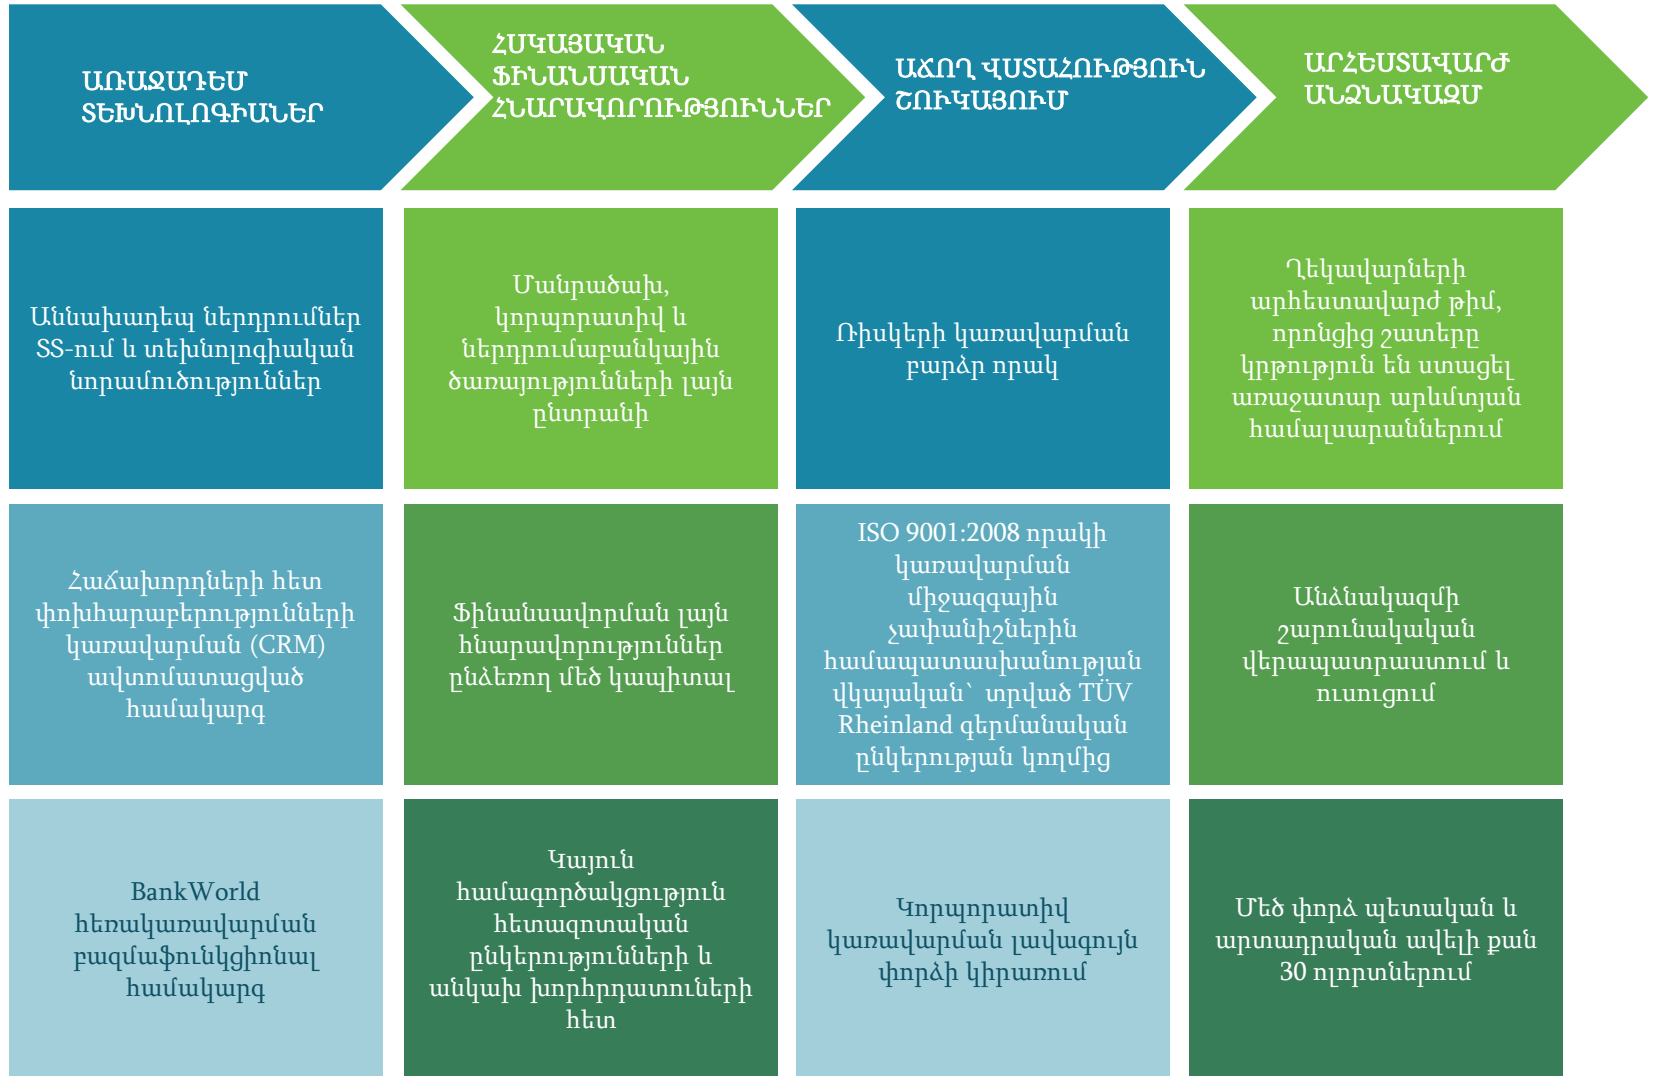 ԱՌԱՋԱԴԵՄ
ՏԵԽՆՈԼՈԳԻԱՆԵՐ
ՀՍԿԱՅԱԿԱՆ
ՖԻՆԱՆՍԱԿԱՆ
ՀՆԱՐԱՎՈՐՈՒԹՅՈՒՆՆԵՐ
ԱՃՈՂ ՎՍՏԱՀՈՒԹՅՈՒՆ
ՇՈՒԿԱՅՈՒՄ
ԱՐՀԵՍՏԱՎԱՐԺ
ԱՆՁՆԱԿԱԶՄ
Աննախադեպ ներդրումներ
ՏՏ-ում և տեխնոլոգիական
նորամուծություններ
Մանրածախ,
կորպորատիվ և
ներդրումաբանկային
ծառայությունների լայն
ընտրանի
Ռիսկերի կառավարման
բարձր որակ
Ղեկավարների
արհեստավարժ թիմ,
որոնցից շատերը
կրթություն են ստացել
առաջատար արևմտյան
համալսարաններում
Հաճախորդների հետ
փոխհարաբերությունների
կառավարման (CRM)
ավտոմատացված
համակարգ
Ֆինանսավորման լայն
հնարավորություններ
ընձեռող մեծ կապիտալ
ISO 9001:2008 որակի
կառավարման
միջազգային
չափանիշներին
համապատասխանության
վկայական` տրված TÜV
Rheinland գերմանական
ընկերության կողմից
Անձնակազմի
շարունակական
վերապատրաստում և
ուսուցում
BankWorld
հեռակառավարման
բազմաֆունկցիոնալ
համակարգ
Կայուն
համագործակցություն
հետազոտական
ընկերությունների և
անկախ խորհրդատուների
հետ
Կորպորատիվ
կառավարման լավագույն
փորձի կիրառում
Մեծ փորձ պետական և
արտադրական ավելի քան
30 ոլորտներում